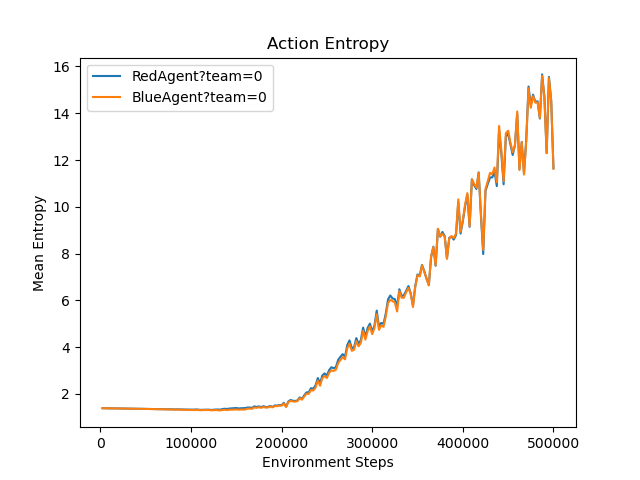 Action Entropy
RedAgent?team=0
BlueAgent?team=0
Mean Entropy
16
14
12
10
8
6
4
2
0
100000
200000
300000
400000
500000
Environment Steps